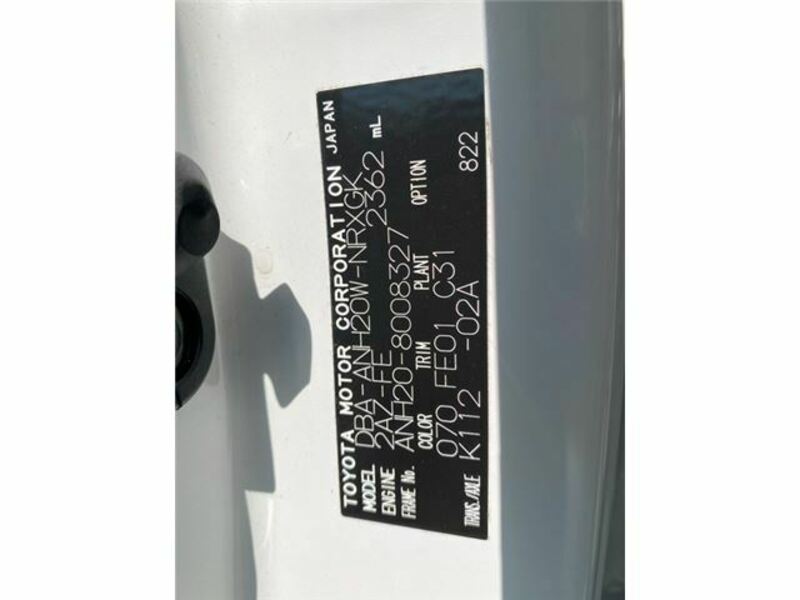 TOYOTA MOTOR CORPORATION JAPAN
MODEL DBA-ANH20W-NRXGK
ENGINE 2AZ-FE 2362 mL
FRAME No. ANH20-8008327
COLOR TRIM PLANT OPTION
070 FE01 C31
TRANS./AXLE K112 -02A 822